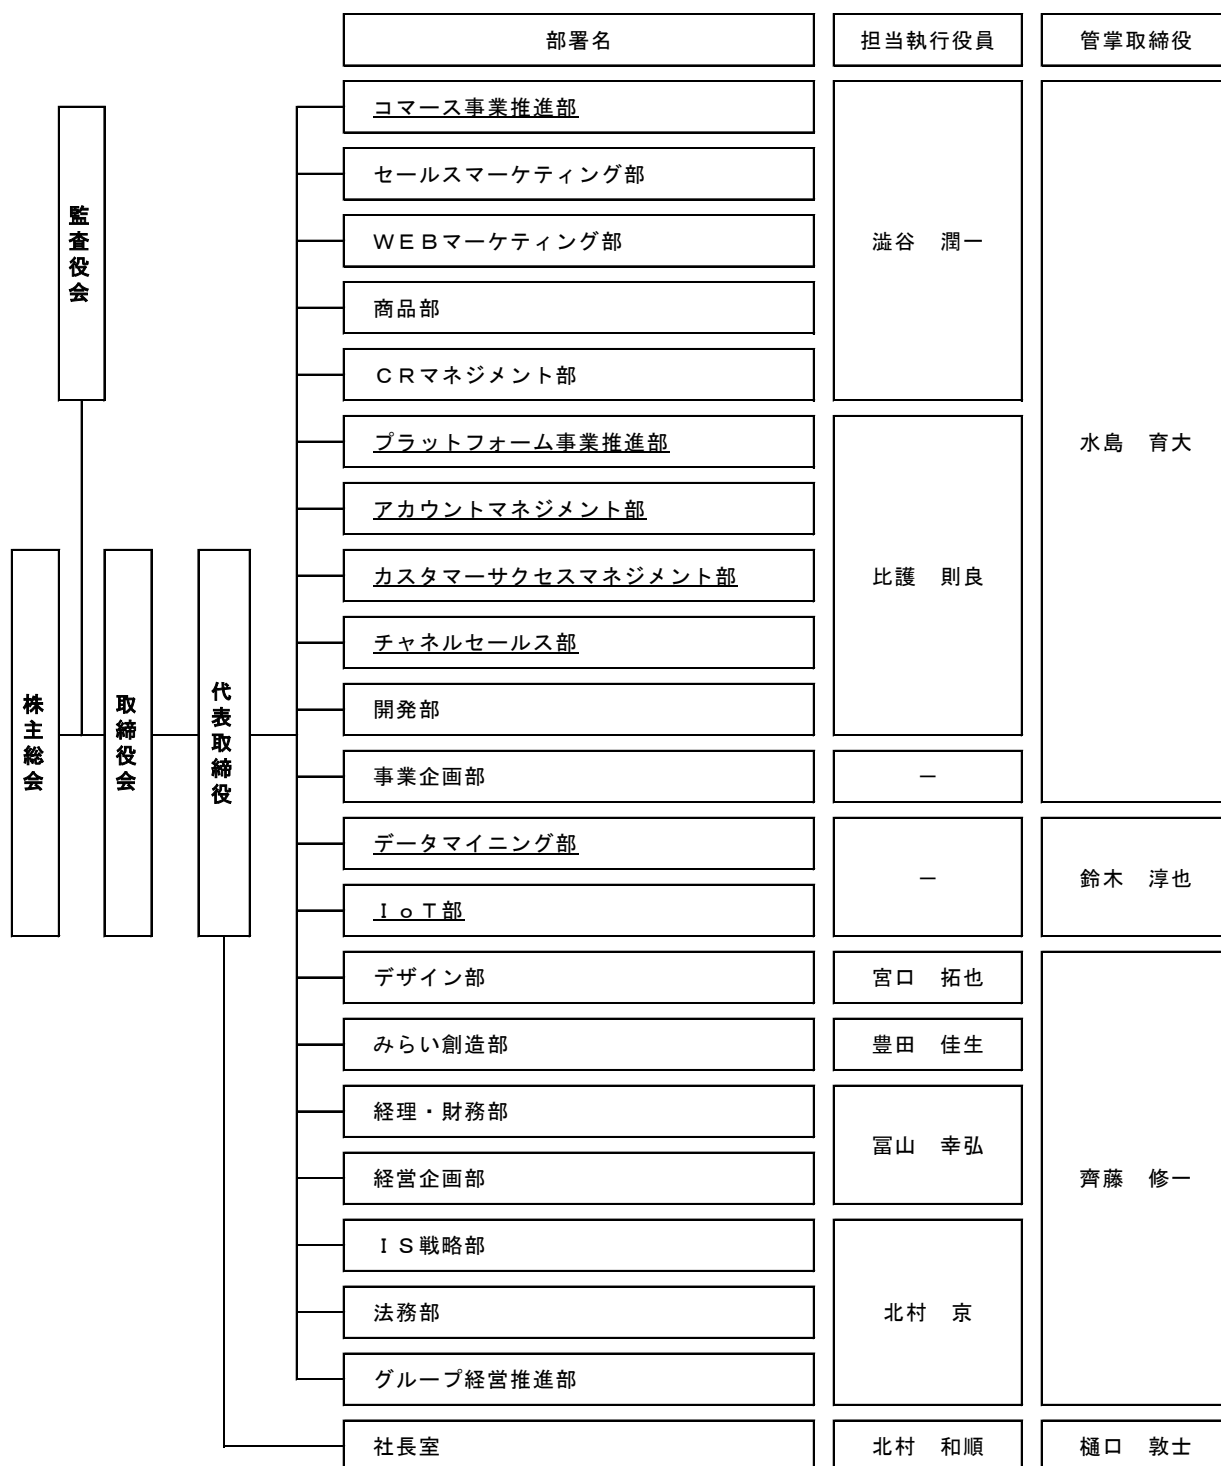 部署名
担当執行役員
管掌取締役
監査役会
株主総会
取締役会
代表取締役
コマース事業推進部
セールスマーケティング部
ＷＥＢマーケティング部
商品部
ＣＲマネジメント部
澁谷　潤一
プラットフォーム事業推進部
アカウントマネジメント部
カスタマーサクセスマネジメント部
チャネルセールス部
開発部
比護　則良
事業企画部
－
水島　育大
データマイニング部
ＩｏＴ部
－
鈴木　淳也
デザイン部
宮口　拓也
みらい創造部
豊田　佳生
経理・財務部
経営企画部
冨山　幸弘
ＩＳ戦略部
法務部
グループ経営推進部
北村　京
齊藤　修一
社長室
北村　和順
樋口　敦士